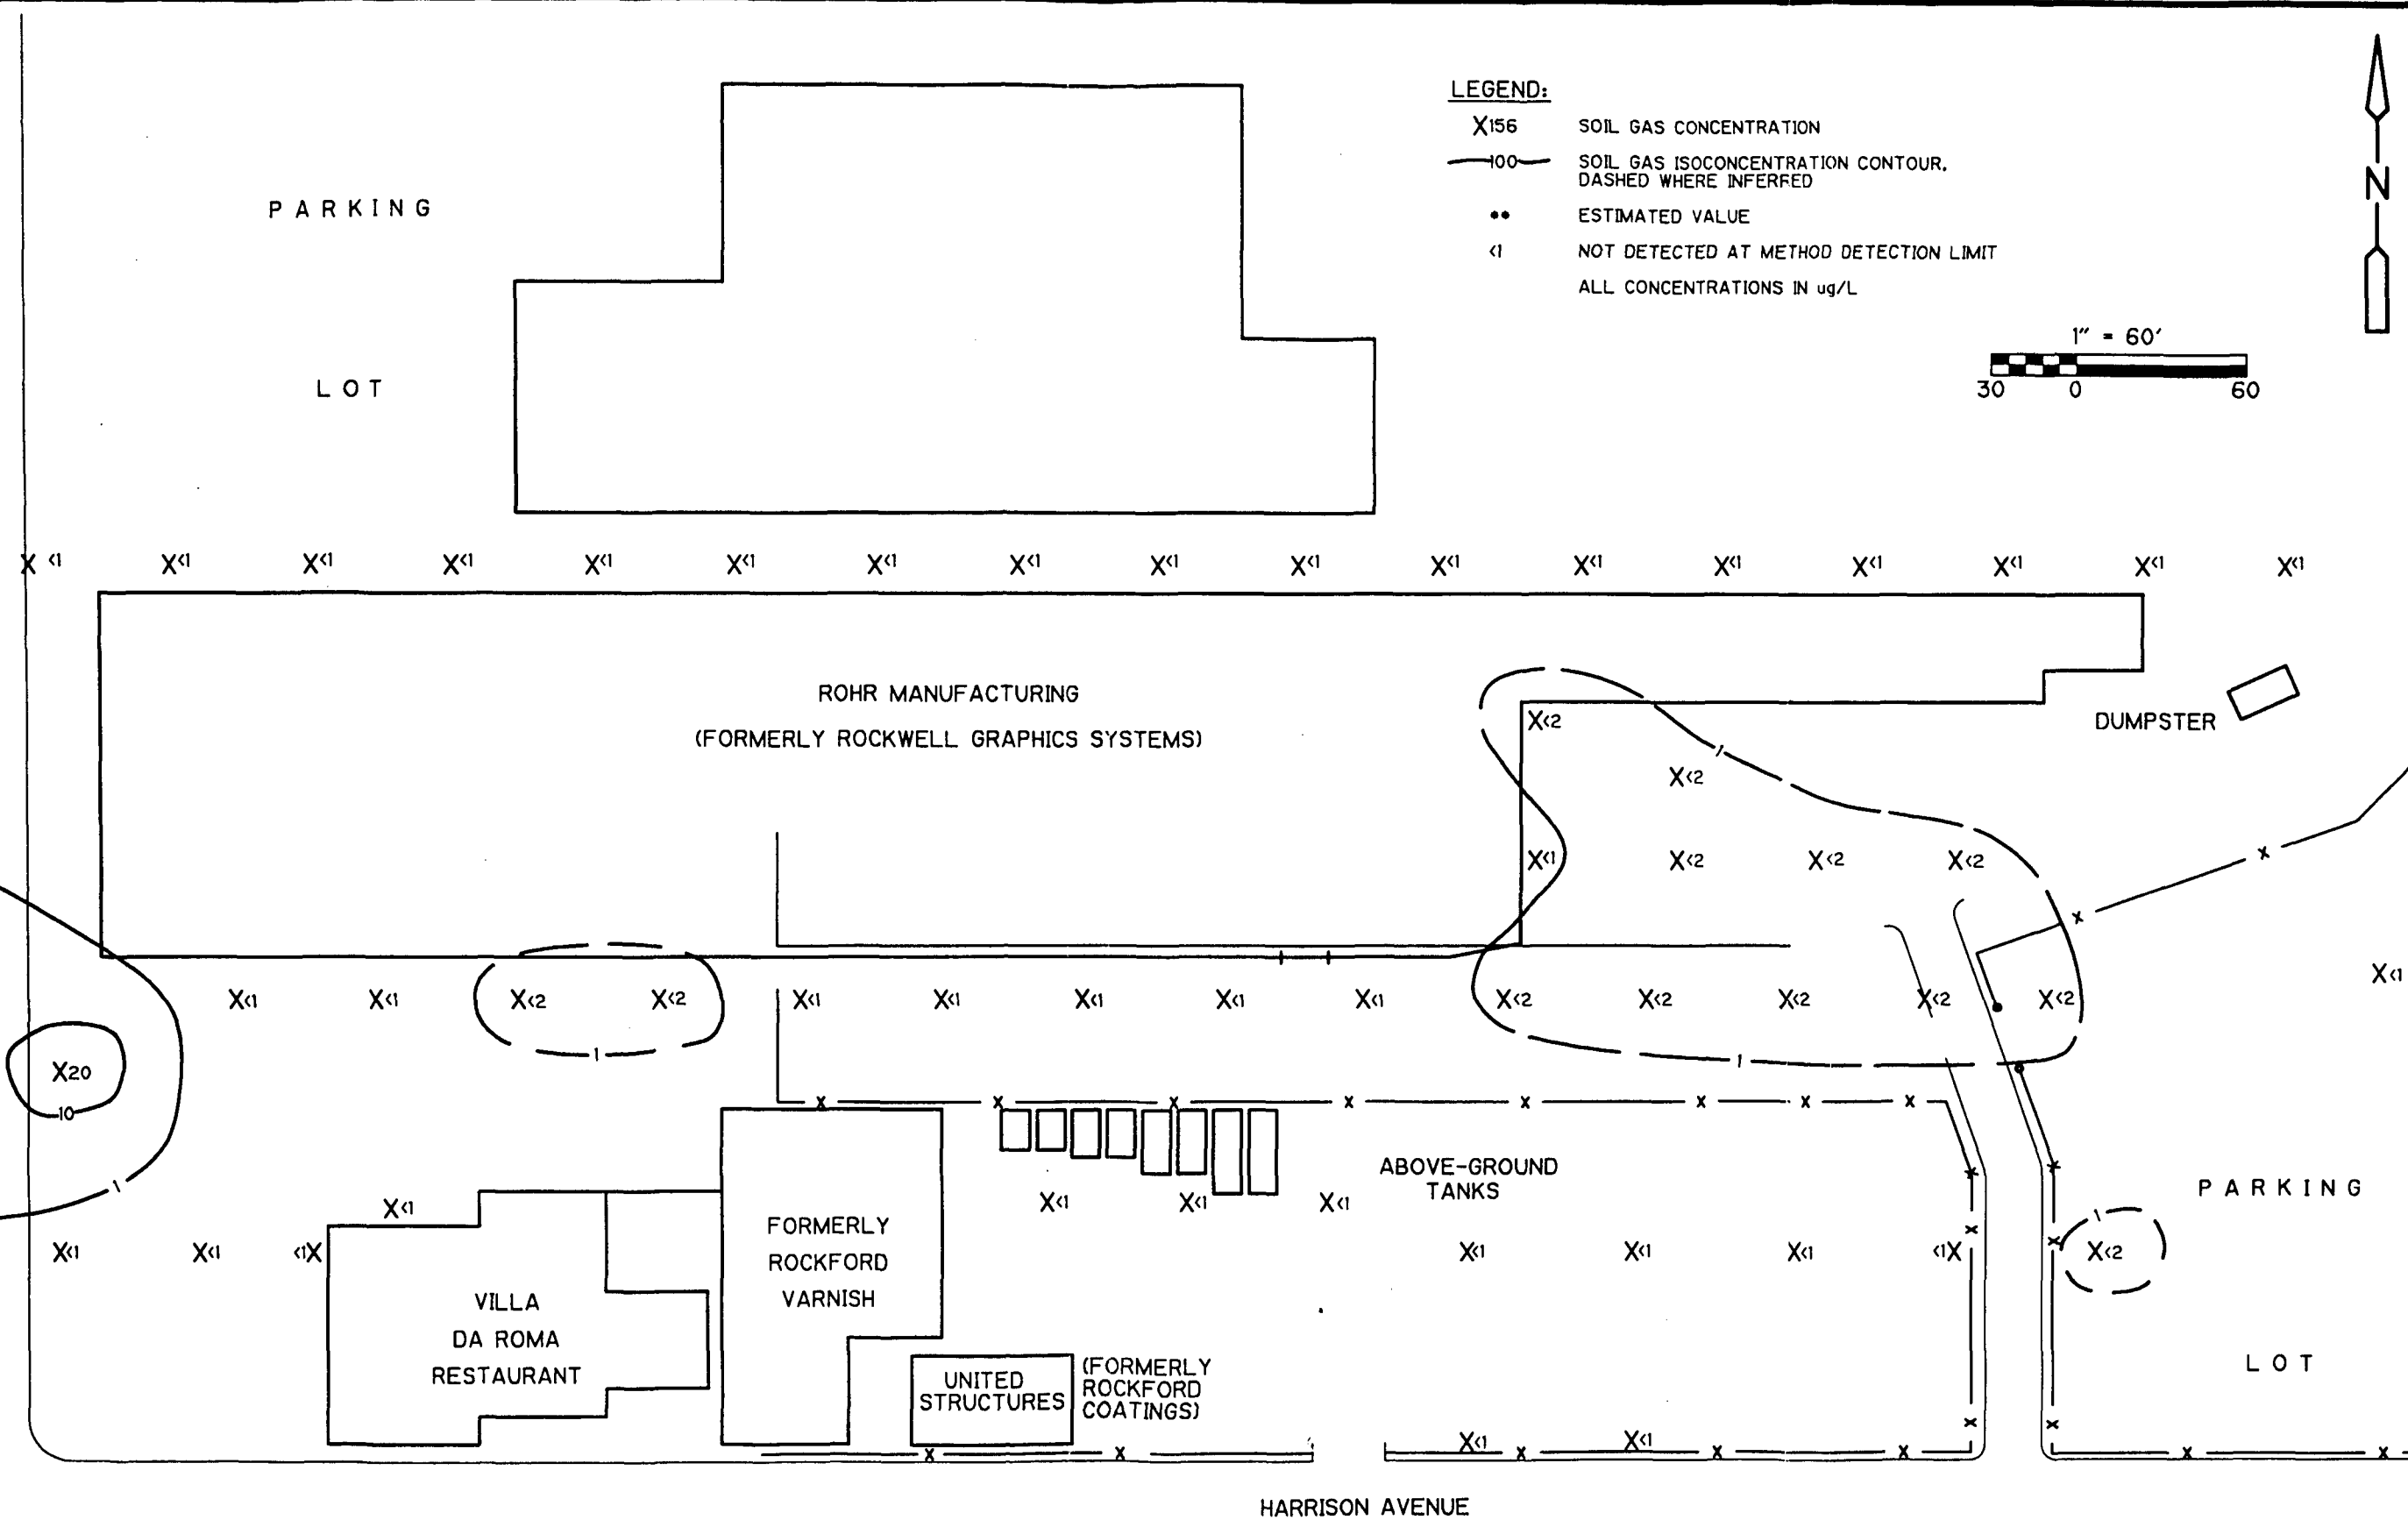 LEGEND:
X156 SOIL GAS CONCENTRATION
100 SOIL GAS ISOCONCENTRATION CONTOUR,
DASHED WHERE INFERRED
•• ESTIMATED VALUE
<1 NOT DETECTED AT METHOD DETECTION LIMIT
ALL CONCENTRATIONS IN ug/L
N
1" = 60'
30 0 60
PARKING
LOT
X<1 X<1 X<1 X<1 X<1 X<1 X<1 X<1 X<1 X<1 X<1 X<1 X<1 X<1 X<1 X<1 X<1
ROHR MANUFACTURING
(FORMERLY ROCKWELL GRAPHICS SYSTEMS)
DUMPSTER
X<2
1
X<2
X<1 X<2 X<2 X<2
X<1
X<1 X<1 X<2 X<2 X<1 X<1 X<1 X<1 X<1 X<2 X<2 X<2 X<2 X<2
1
1
X20
10
1
ABOVE-GROUND
TANKS
PARKING
X<1
X<1 X<1 X<1
1
X<1 X<1 <1X
X<1 X<1 X<1 <1X
X<2
FORMERLY
ROCKFORD
VARNISH
VILLA
DA ROMA
RESTAURANT
UNITED
STRUCTURES
(FORMERLY
ROCKFORD
COATINGS)
LOT
X<1 X<1
HARRISON AVENUE